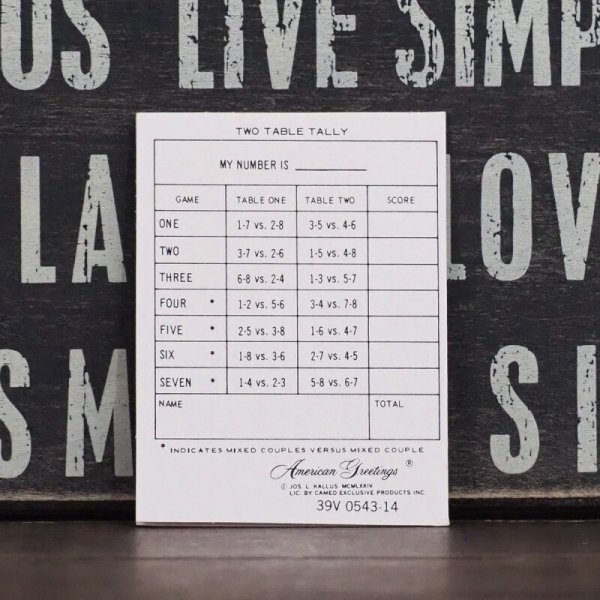 US LIVE SIMP
LA LOV
S M SI
TWO TABLE TALLY
MY NUMBER IS
GAME TABLE ONE TABLE TWO SCORE
ONE 1-7 vs. 2-8 3-5 vs. 4-6
TWO 3-7 vs. 2-6 1-5 vs. 4-8
THREE 6-8 vs. 2-4 1-3 vs. 5-7
FOUR * 1-2 vs. 5-6 3-4 vs. 7-8
FIVE * 2-5 vs. 3-8 1-6 vs. 4-7
SIX * 1-8 vs. 3-6 2-7 vs. 4-5
SEVEN * 1-4 vs. 2-3 5-8 vs. 6-7
NAME TOTAL
* INDICATES MIXED COUPLES VERSUS MIXED COUPLE
American Greetings ®
© JOS. L. KALLUS MCMLXXIV
LIC. BY CAMEO EXCLUSIVE PRODUCTS INC.
39V 0543-14